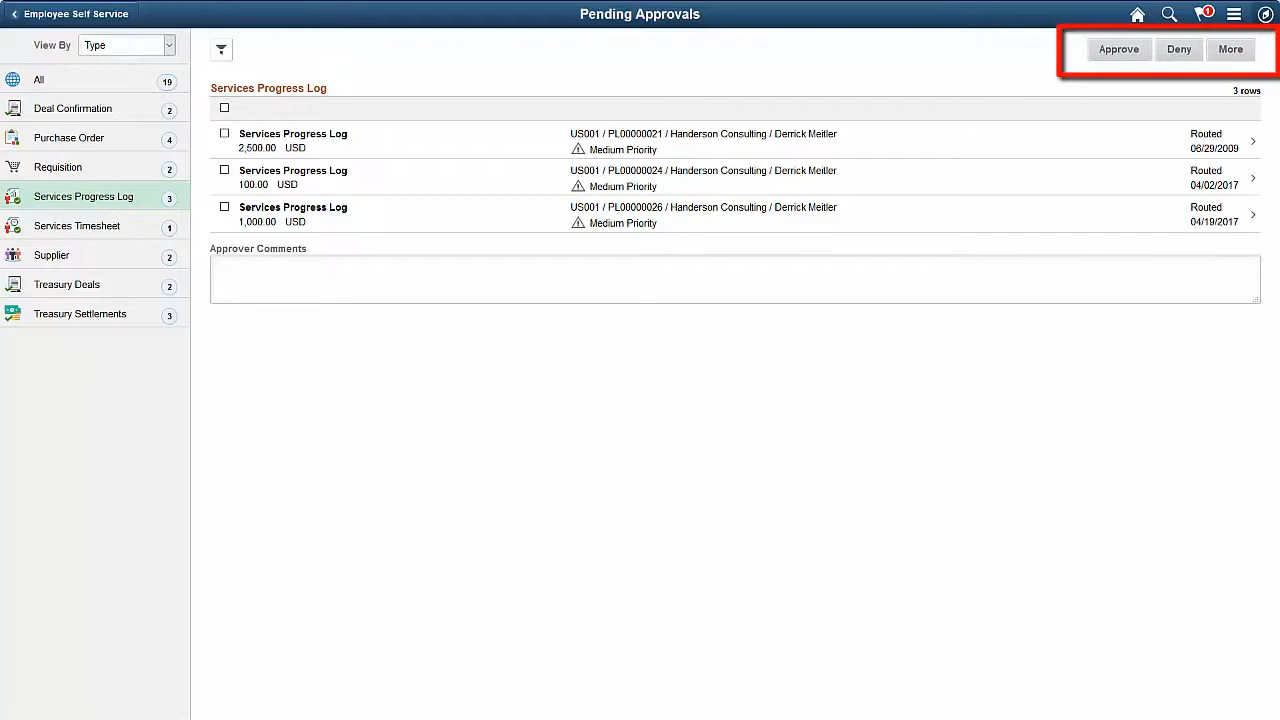 Employee Self Service
Pending Approvals
1
View By
Type
Approve
Deny
More
All
19
Deal Confirmation
2
Purchase Order
4
Requisition
2
Services Progress Log
3
Services Timesheet
1
Supplier
2
Treasury Deals
2
Treasury Settlements
3
Services Progress Log
3 rows
Services Progress Log US001 / PL00000021 / Handerson Consulting / Derrick Meitler Routed
2,500.00 USD Medium Priority 06/29/2009
Services Progress Log US001 / PL00000024 / Handerson Consulting / Derrick Meitler Routed
100.00 USD Medium Priority 04/02/2017
Services Progress Log US001 / PL00000026 / Handerson Consulting / Derrick Meitler Routed
1,000.00 USD Medium Priority 04/19/2017
Approver Comments